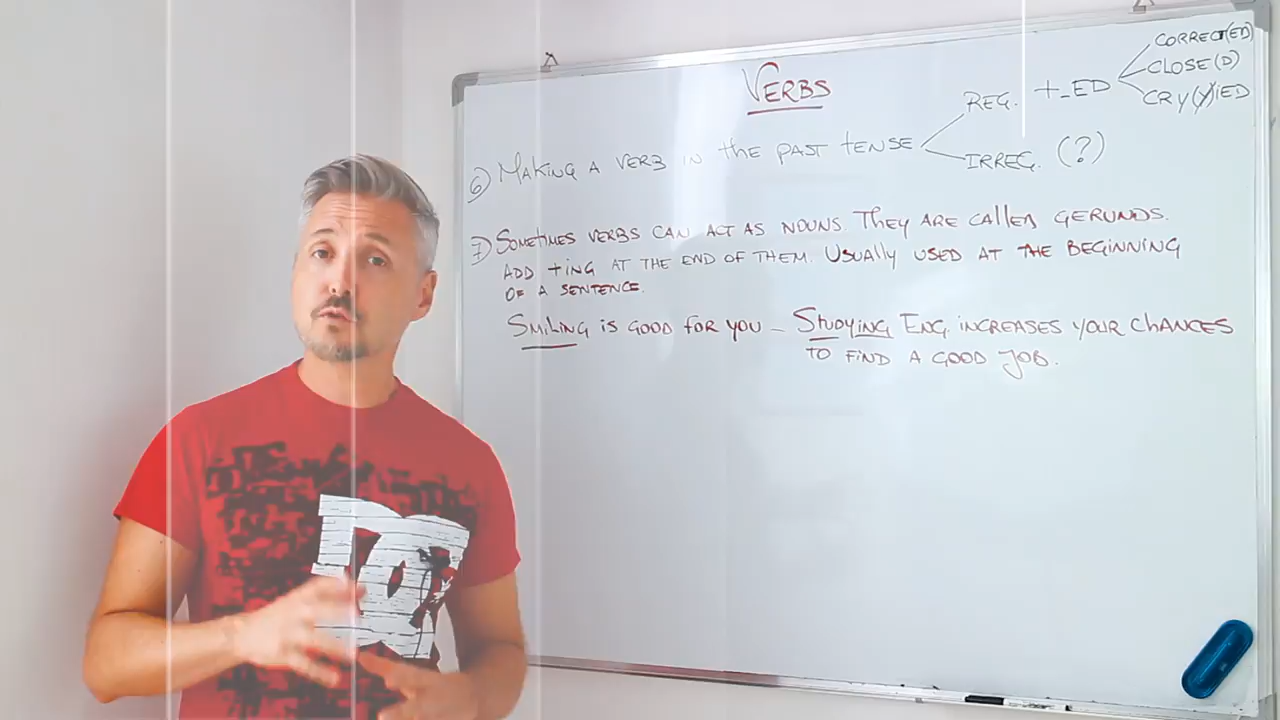 VERBS
6) MAKING A VERB IN the PAST TENSE
REG. +_ED
CORRECT(ED)
CLOSE(D)
CRY(Y)IED
IRREG. (?)
7) SOMETIMES VERBS CAN ACT AS NOUNS. THEY ARE CALLED GERUNDS.
ADD +ING AT THE END OF THEM. USUALLY USED AT THE BEGINNING
OF A SENTENCE.
SMILING IS GOOD FOR YOU _ STUDYING ENG. INCREASES YOUR CHANCES
TO FIND A GOOD JOB.